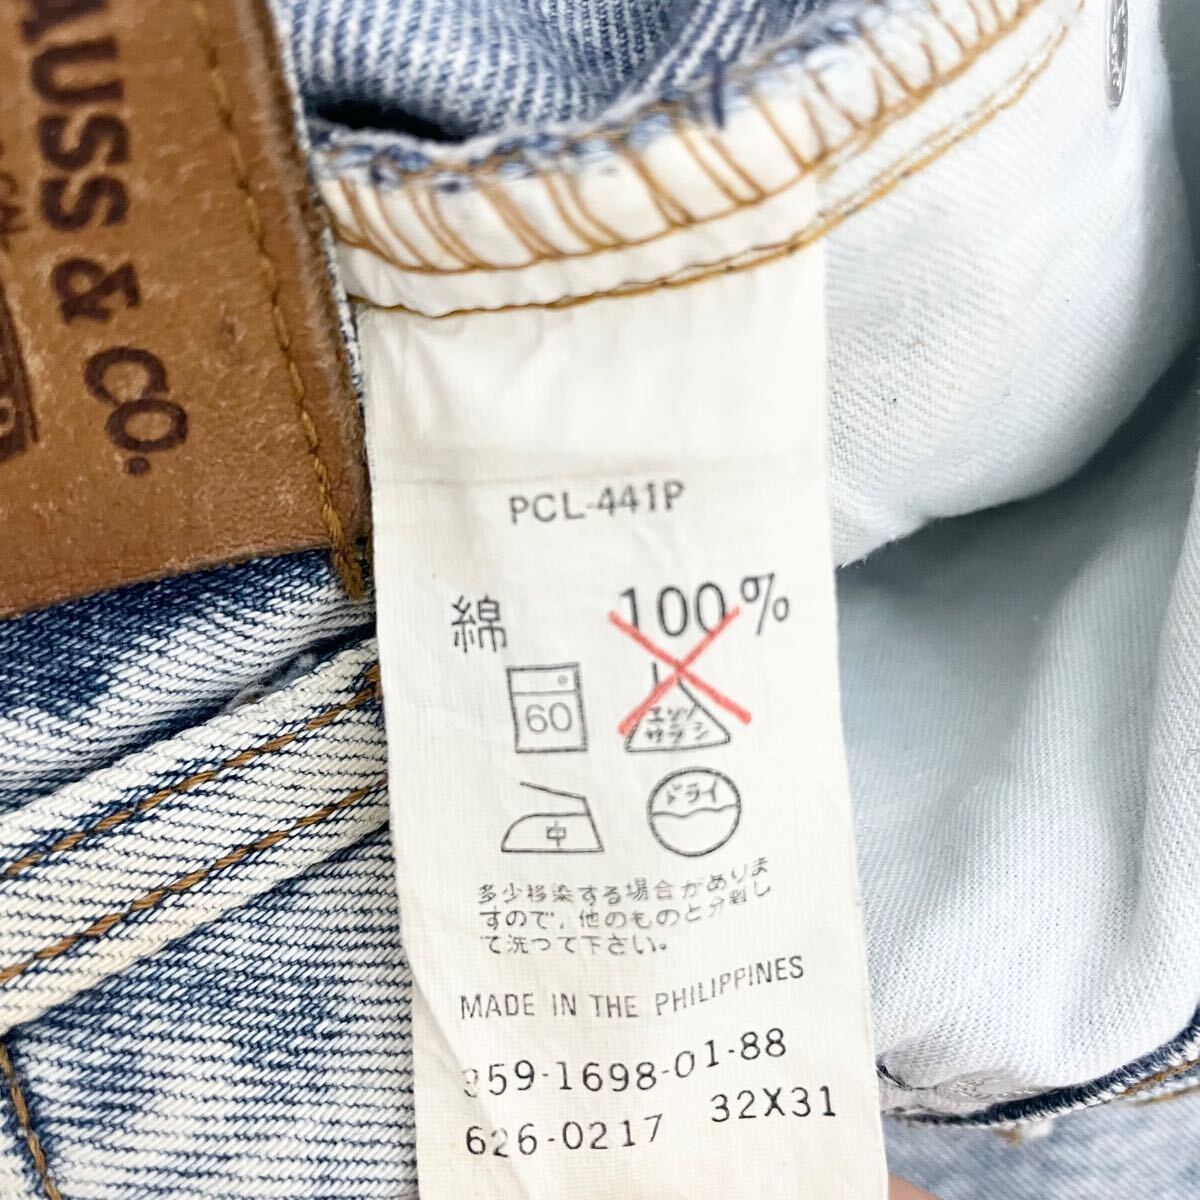 AUSS & CO.
PCL-441P
綿 100%
60
エンソ
サラシ
中
ドライ
多少移染する場合がありま
すので,他のものと分割し
て洗って下さい。
MADE IN THE PHILIPPINES
359-1698-01-88
626-0217 32X31